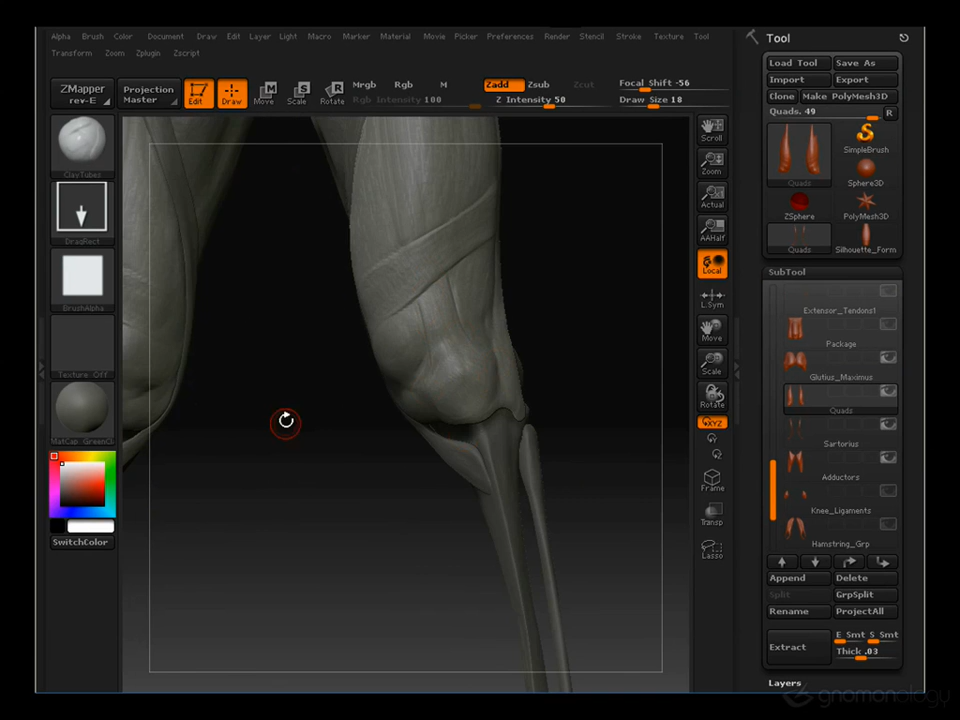 Alpha Brush Color Document Draw Edit Layer Light Macro Marker Material Movie Picker Preferences Render Stencil Stroke Texture Tool
Transform Zoom Zplugin Zscript
ZMapper
rev-E
Projection
Master
Edit
Draw
Move
Scale
Rotate
Mrgb Rgb M
Rgb Intensity 100
Zadd Zsub Zcut
Z Intensity 50
Focal Shift -56
Draw Size 18
ClayTubes
DragRect
BrushAlpha
Texture Off
SwitchColor
Scroll
Zoom
Actual
AAHalf
Local
L.Sym
Move
Scale
Rotate
XYZ
Frame
Transp
Lasso
Tool
Load Tool Save As
Import Export
Clone Make PolyMesh3D
Quads. 49 R
Quads
SimpleBrush
Sphere3D
ZSphere
PolyMesh3D
Quads
Silhouette_Form
SubTool
Extensor_Tendons1
Package
Glutius_Maximus
Quads
Sartorius
Adductors
Knee_Ligaments
Hamstring_Grp
Append Delete
Split GrpSplit
Rename ProjectAll
Extract
E Smt S Smt
Thick .03
Layers
gnomonology